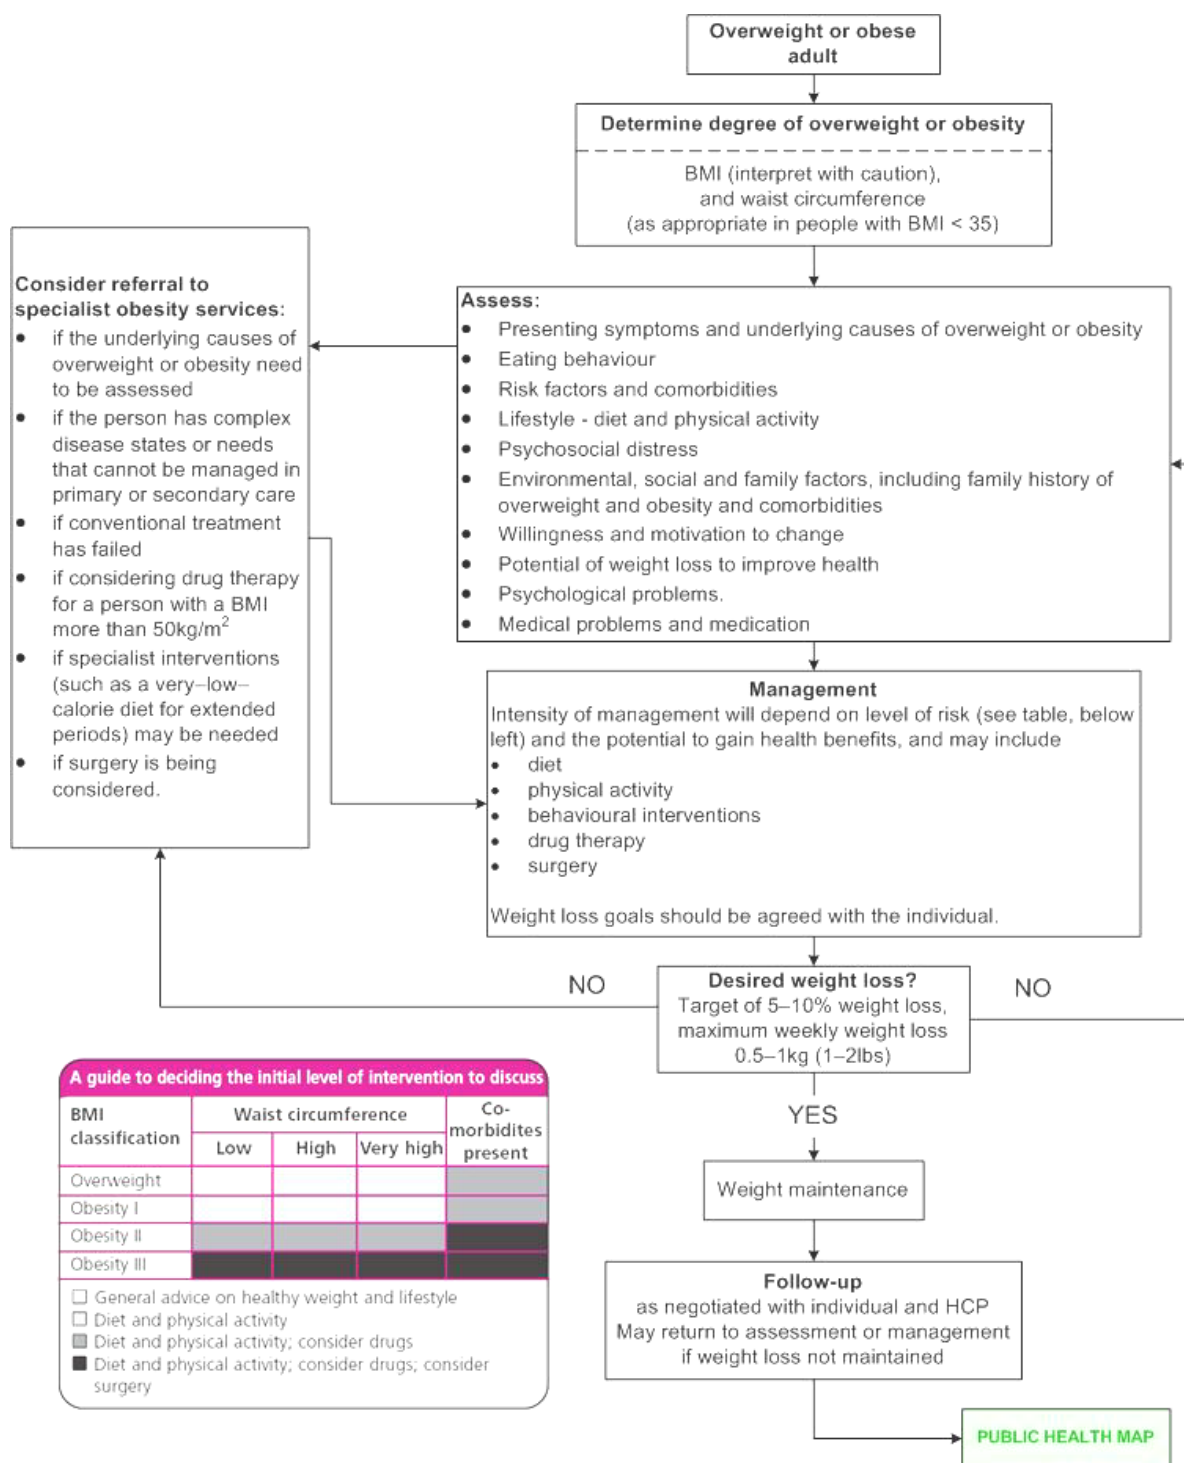 Overweight or obese
adult
Determine degree of overweight or obesity
BMI (interpret with caution),
and waist circumference
(as appropriate in people with BMI < 35)
Consider referral to
specialist obesity services:
• if the underlying causes of
overweight or obesity need
to be assessed
• if the person has complex
disease states or needs
that cannot be managed in
primary or secondary care
• if conventional treatment
has failed
• if considering drug therapy
for a person with a BMI
more than 50kg/m²
• if specialist interventions
(such as a very–low–
calorie diet for extended
periods) may be needed
• if surgery is being
considered.
Assess:
• Presenting symptoms and underlying causes of overweight or obesity
• Eating behaviour
• Risk factors and comorbidities
• Lifestyle - diet and physical activity
• Psychosocial distress
• Environmental, social and family factors, including family history of
overweight and obesity and comorbidities
• Willingness and motivation to change
• Potential of weight loss to improve health
• Psychological problems.
• Medical problems and medication
Management
Intensity of management will depend on level of risk (see table, below
left) and the potential to gain health benefits, and may include
• diet
• physical activity
• behavioural interventions
• drug therapy
• surgery
Weight loss goals should be agreed with the individual.
NO
Desired weight loss?
Target of 5–10% weight loss,
maximum weekly weight loss
0.5–1kg (1–2lbs)
NO
YES
Weight maintenance
Follow-up
as negotiated with individual and HCP
May return to assessment or management
if weight loss not maintained
PUBLIC HEALTH MAP
A guide to deciding the initial level of intervention to discuss
BMI
classification
Waist circumference
Low High Very high
Co-
morbidites
present
Overweight
Obesity I
Obesity II
Obesity III
General advice on healthy weight and lifestyle
Diet and physical activity
Diet and physical activity; consider drugs
Diet and physical activity; consider drugs; consider
surgery